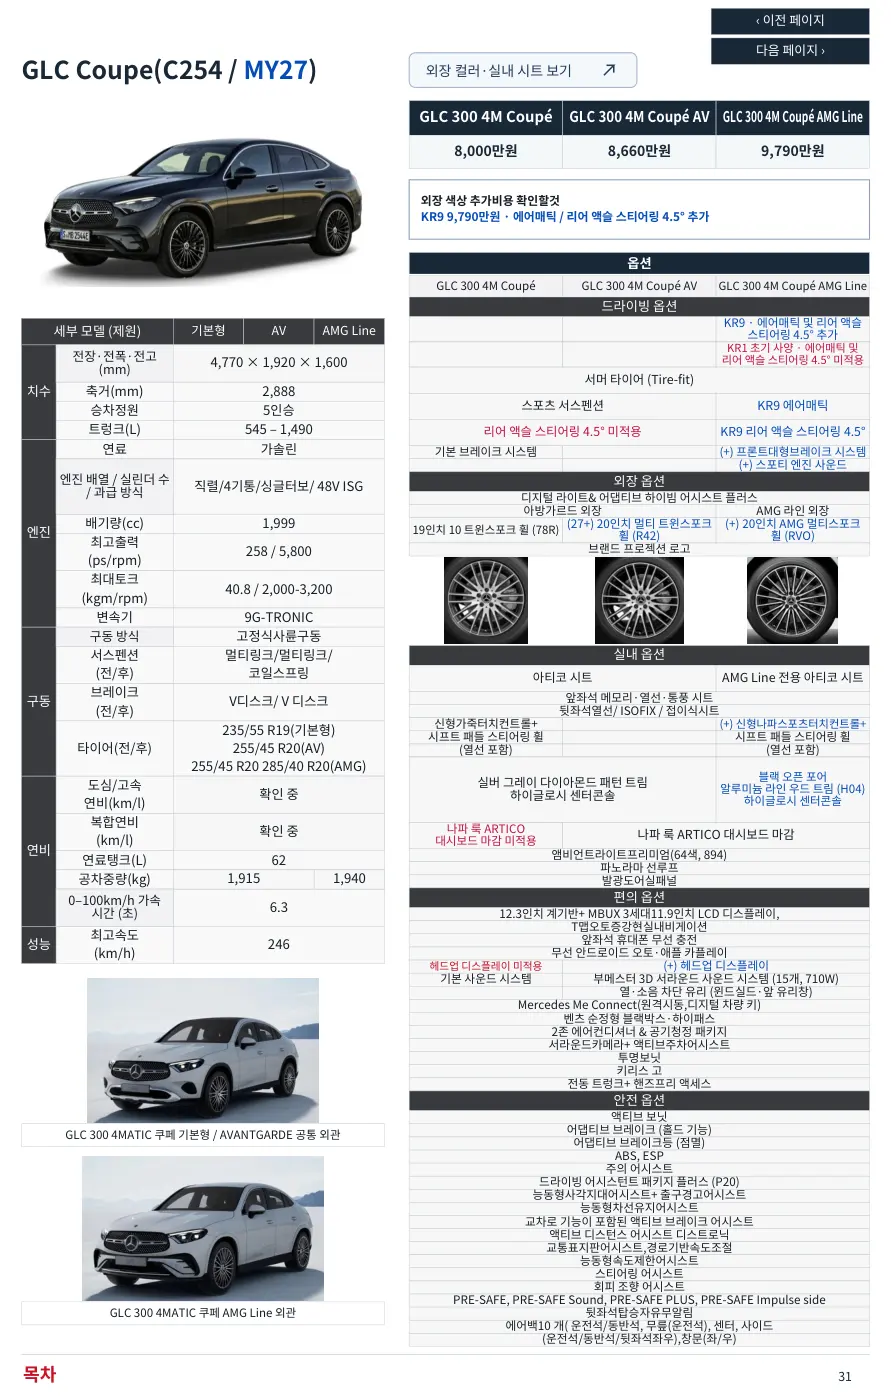 ‹ 이전 페이지
다음 페이지 ›
GLC Coupe(C254 / MY27)
외장 컬러·실내 시트 보기
GLC 300 4M Coupé
GLC 300 4M Coupé AV
GLC 300 4M Coupé AMG Line
8,000만원
8,660만원
9,790만원
외장 색상 추가비용 확인할것
KR9 9,790만원 · 에어매틱 / 리어 액슬 스티어링 4.5° 추가
세부 모델 (제원)
기본형
AV
AMG Line
치수
전장·전폭·전고
(mm)
4,770 × 1,920 × 1,600
축거(mm)
2,888
승차정원
5인승
트렁크(L)
545 – 1,490
엔진
연료
가솔린
엔진 배열 / 실린더 수
/ 과급 방식
직렬/4기통/싱글터보/ 48V ISG
배기량(cc)
1,999
최고출력
(ps/rpm)
258 / 5,800
최대토크
(kgm/rpm)
40.8 / 2,000-3,200
변속기
9G-TRONIC
구동
구동 방식
고정식사륜구동
서스펜션
(전/후)
멀티링크/멀티링크/
코일스프링
브레이크
(전/후)
V디스크/ V 디스크
타이어(전/후)
235/55 R19(기본형)
255/45 R20(AV)
255/45 R20 285/40 R20(AMG)
연비
도심/고속
연비(km/l)
확인 중
복합연비
(km/l)
확인 중
연료탱크(L)
62
공차중량(kg)
1,915
1,940
0–100km/h 가속
시간 (초)
6.3
성능
최고속도
(km/h)
246
GLC 300 4MATIC 쿠페 기본형 / AVANTGARDE 공통 외관
GLC 300 4MATIC 쿠페 AMG Line 외관
옵션
GLC 300 4M Coupé
GLC 300 4M Coupé AV
GLC 300 4M Coupé AMG Line
드라이빙 옵션
KR9 · 에어매틱 및 리어 액슬
스티어링 4.5° 추가
KR1 초기 사양 · 에어매틱 및
리어 액슬 스티어링 4.5° 미적용
서머 타이어 (Tire-fit)
스포츠 서스펜션
KR9 에어매틱
리어 액슬 스티어링 4.5° 미적용
KR9 리어 액슬 스티어링 4.5°
기본 브레이크 시스템
(+) 프론트대형브레이크 시스템
(+) 스포티 엔진 사운드
외장 옵션
디지털 라이트& 어댑티브 하이빔 어시스트 플러스
아방가르드 외장
AMG 라인 외장
19인치 10 트윈스포크 휠 (78R)
(27+) 20인치 멀티 트윈스포크
휠 (R42)
(+) 20인치 AMG 멀티스포크
휠 (RVO)
브랜드 프로젝션 로고
실내 옵션
아티코 시트
AMG Line 전용 아티코 시트
앞좌석 메모리·열선·통풍 시트
뒷좌석열선/ ISOFIX / 접이식시트
신형가죽터치컨트롤+
(+) 신형나파스포츠터치컨트롤+
시프트 패들 스티어링 휠
시프트 패들 스티어링 휠
(열선 포함)
(열선 포함)
실버 그레이 다이아몬드 패턴 트림
하이글로시 센터콘솔
블랙 오픈 포어
알루미늄 라인 우드 트림 (H04)
하이글로시 센터콘솔
나파 룩 ARTICO
대시보드 마감 미적용
나파 룩 ARTICO 대시보드 마감
앰비언트라이트프리미엄(64색, 894)
파노라마 선루프
발광도어실패널
편의 옵션
12.3인치 계기반+ MBUX 3세대11.9인치 LCD 디스플레이,
T맵오토증강현실내비게이션
앞좌석 휴대폰 무선 충전
무선 안드로이드 오토·애플 카플레이
헤드업 디스플레이 미적용
(+) 헤드업 디스플레이
기본 사운드 시스템
부메스터 3D 서라운드 사운드 시스템 (15개, 710W)
열·소음 차단 유리 (윈드실드·앞 유리창)
Mercedes Me Connect(원격시동,디지털 차량 키)
벤츠 순정형 블랙박스·하이패스
2존 에어컨디셔너 & 공기청정 패키지
서라운드카메라+ 액티브주차어시스트
투명보닛
키리스 고
전동 트렁크+ 핸즈프리 액세스
안전 옵션
액티브 보닛
어댑티브 브레이크 (홀드 기능)
어댑티브 브레이크등 (점멸)
ABS, ESP
주의 어시스트
드라이빙 어시스턴트 패키지 플러스 (P20)
능동형사각지대어시스트+ 출구경고어시스트
능동형차선유지어시스트
교차로 기능이 포함된 액티브 브레이크 어시스트
액티브 디스턴스 어시스트 디스트로닉
교통표지판어시스트,경로기반속도조절
능동형속도제한어시스트
스티어링 어시스트
회피 조향 어시스트
PRE-SAFE, PRE-SAFE Sound, PRE-SAFE PLUS, PRE-SAFE Impulse side
뒷좌석탑승자유무알림
에어백10 개( 운전석/동반석, 무릎(운전석), 센터, 사이드
(운전석/동반석/뒷좌석좌우),창문(좌/우)
목차
31